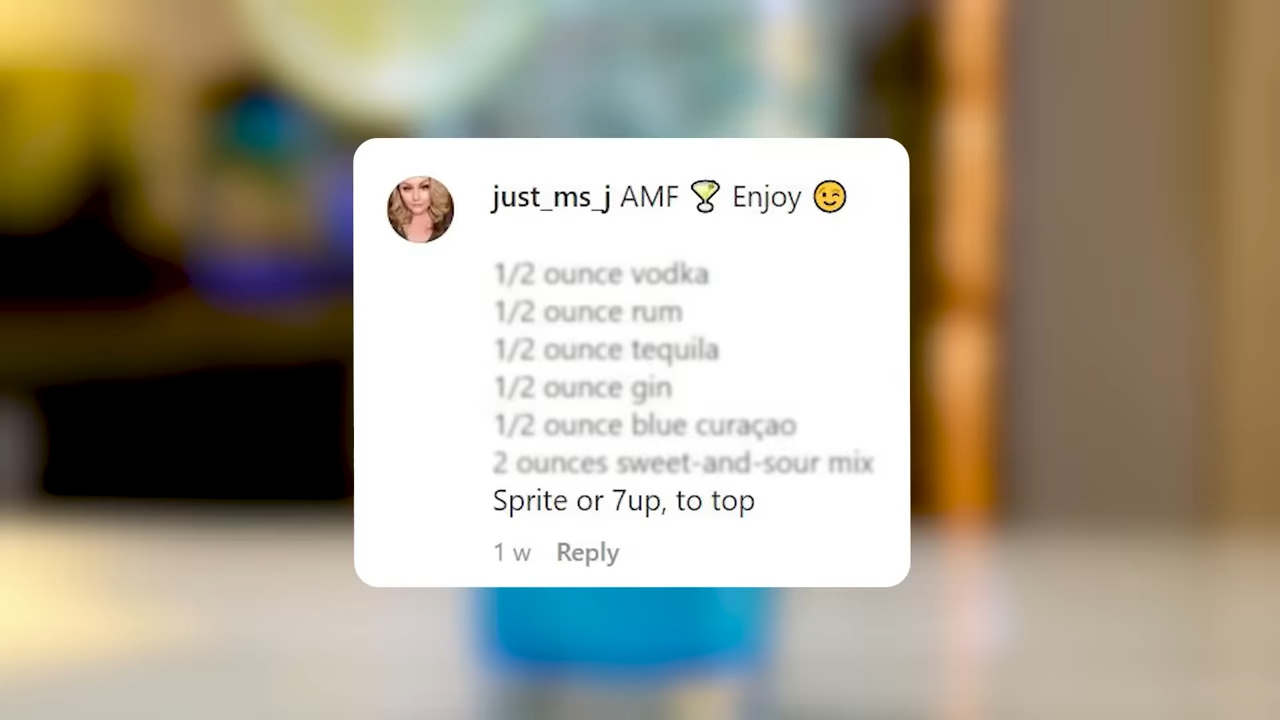 just_ms_j AMF 🍸 Enjoy 😉
1/2 ounce vodka
1/2 ounce rum
1/2 ounce tequila
1/2 ounce gin
1/2 ounce blue curaçao
2 ounces sweet-and-sour mix
Sprite or 7up, to top
1 w Reply